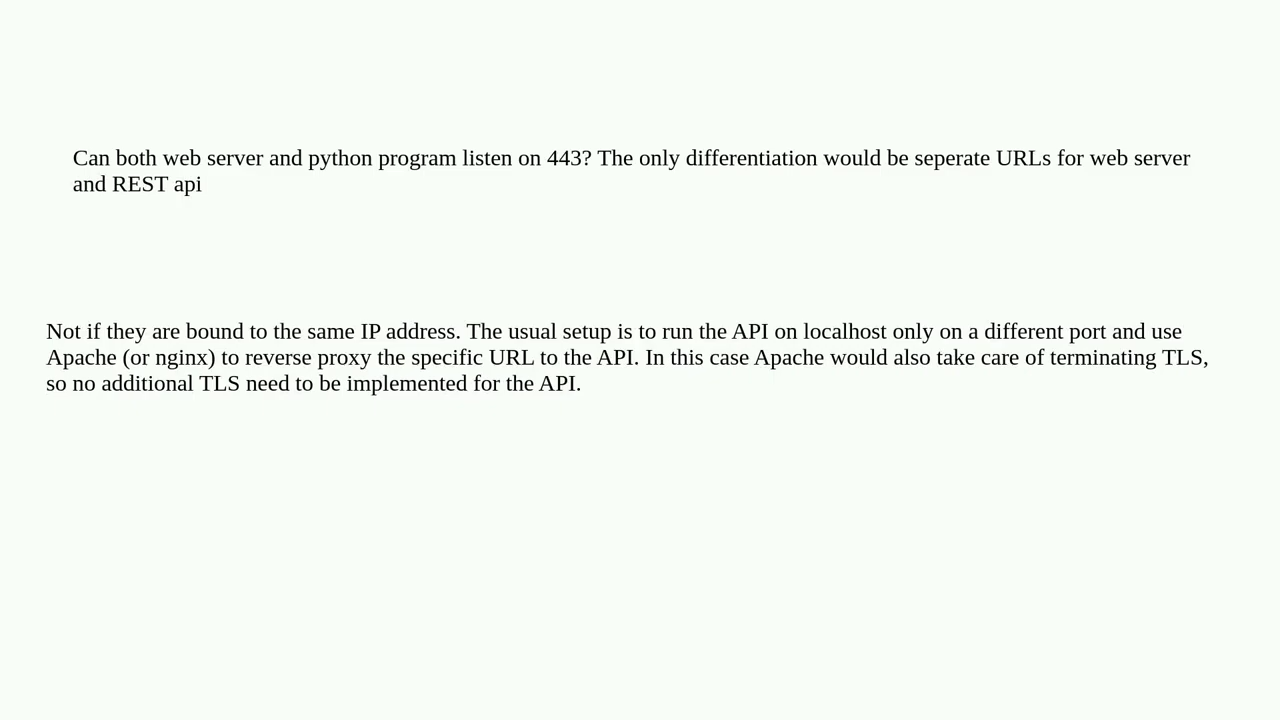 Can both web server and python program listen on 443? The only differentiation would be seperate URLs for web server
and REST api
Not if they are bound to the same IP address. The usual setup is to run the API on localhost only on a different port and use
Apache (or nginx) to reverse proxy the specific URL to the API. In this case Apache would also take care of terminating TLS,
so no additional TLS need to be implemented for the API.